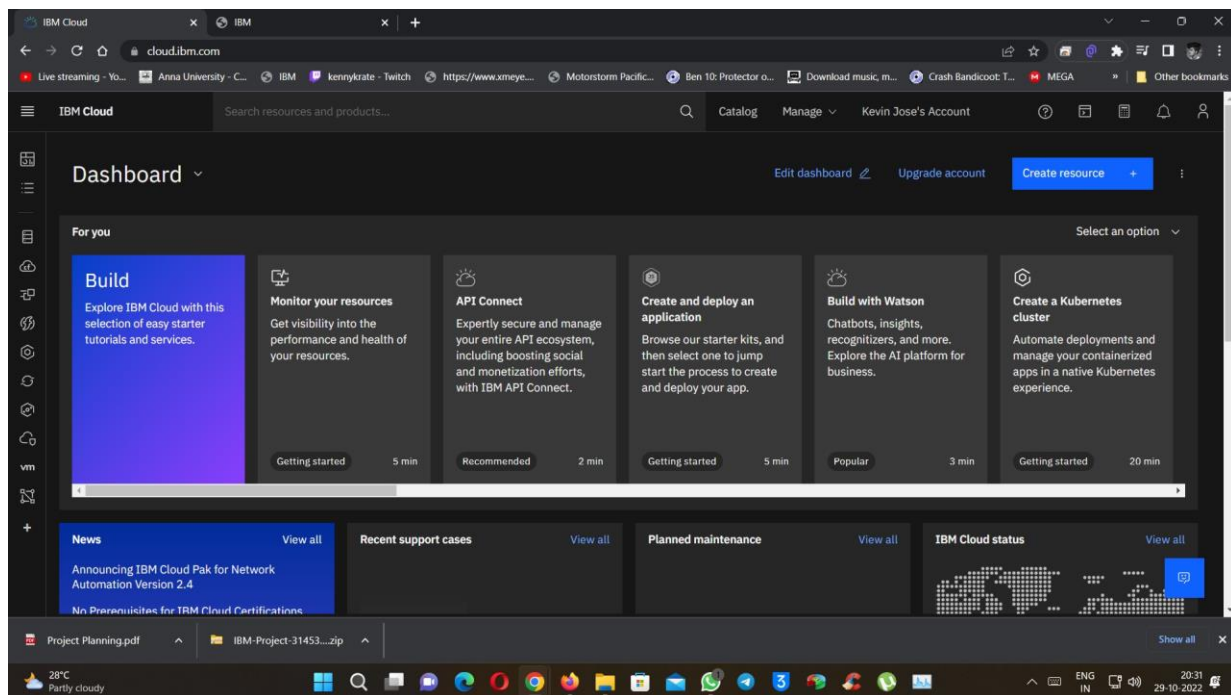 IBM Cloud
IBM
cloud.ibm.com
Live streaming - Yo...
Anna University - C...
IBM
kennykrate - Twitch
https://www.xmeye....
Motorstorm Pacific...
Ben 10: Protector o...
Download music, m...
Crash Bandicoot: T...
MEGA
»
Other bookmarks
IBM Cloud
Search resources and products...
Catalog
Manage
Kevin Jose's Account
Dashboard
Edit dashboard
Upgrade account
Create resource +
For you
Select an option
Build
Explore IBM Cloud with this
selection of easy starter
tutorials and services.
Monitor your resources
Get visibility into the
performance and health of
your resources.
Getting started
5 min
API Connect
Expertly secure and manage
your entire API ecosystem,
including boosting social
and monetization efforts,
with IBM API Connect.
Recommended
2 min
Create and deploy an
application
Browse our starter kits, and
then select one to jump
start the process to create
and deploy your app.
Getting started
5 min
Build with Watson
Chatbots, insights,
recognitizers, and more.
Explore the AI platform for
business.
Popular
3 min
Create a Kubernetes
cluster
Automate deployments and
manage your containerized
apps in a native Kubernetes
experience.
Getting started
20 min
vm
News
View all
Announcing IBM Cloud Pak for Network
Automation Version 2.4
No Prerequisites for IBM Cloud Certifications
Recent support cases
View all
Planned maintenance
View all
IBM Cloud status
View all
Project Planning.pdf
IBM-Project-31453....zip
Show all
28°C
Partly cloudy
ENG
IN
20:31
29-10-2022